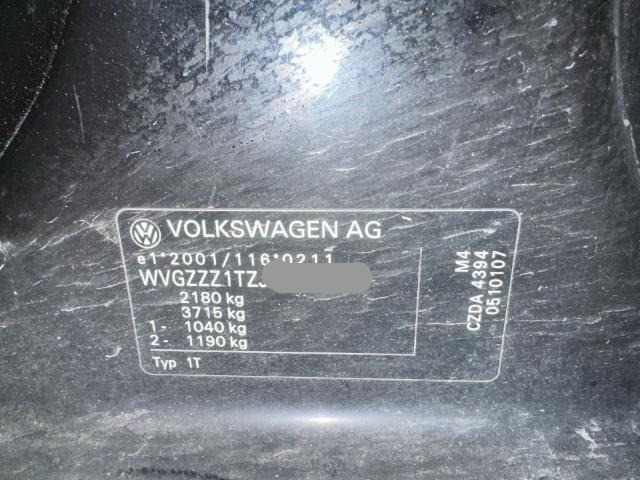 VOLKSWAGEN AG
e1*2001/116*0211
WVGZZZ1TZJ
2180 kg
3715 kg
1- 1040 kg
2- 1190 kg
Typ 1T
M4
CZDA 4394
0510107